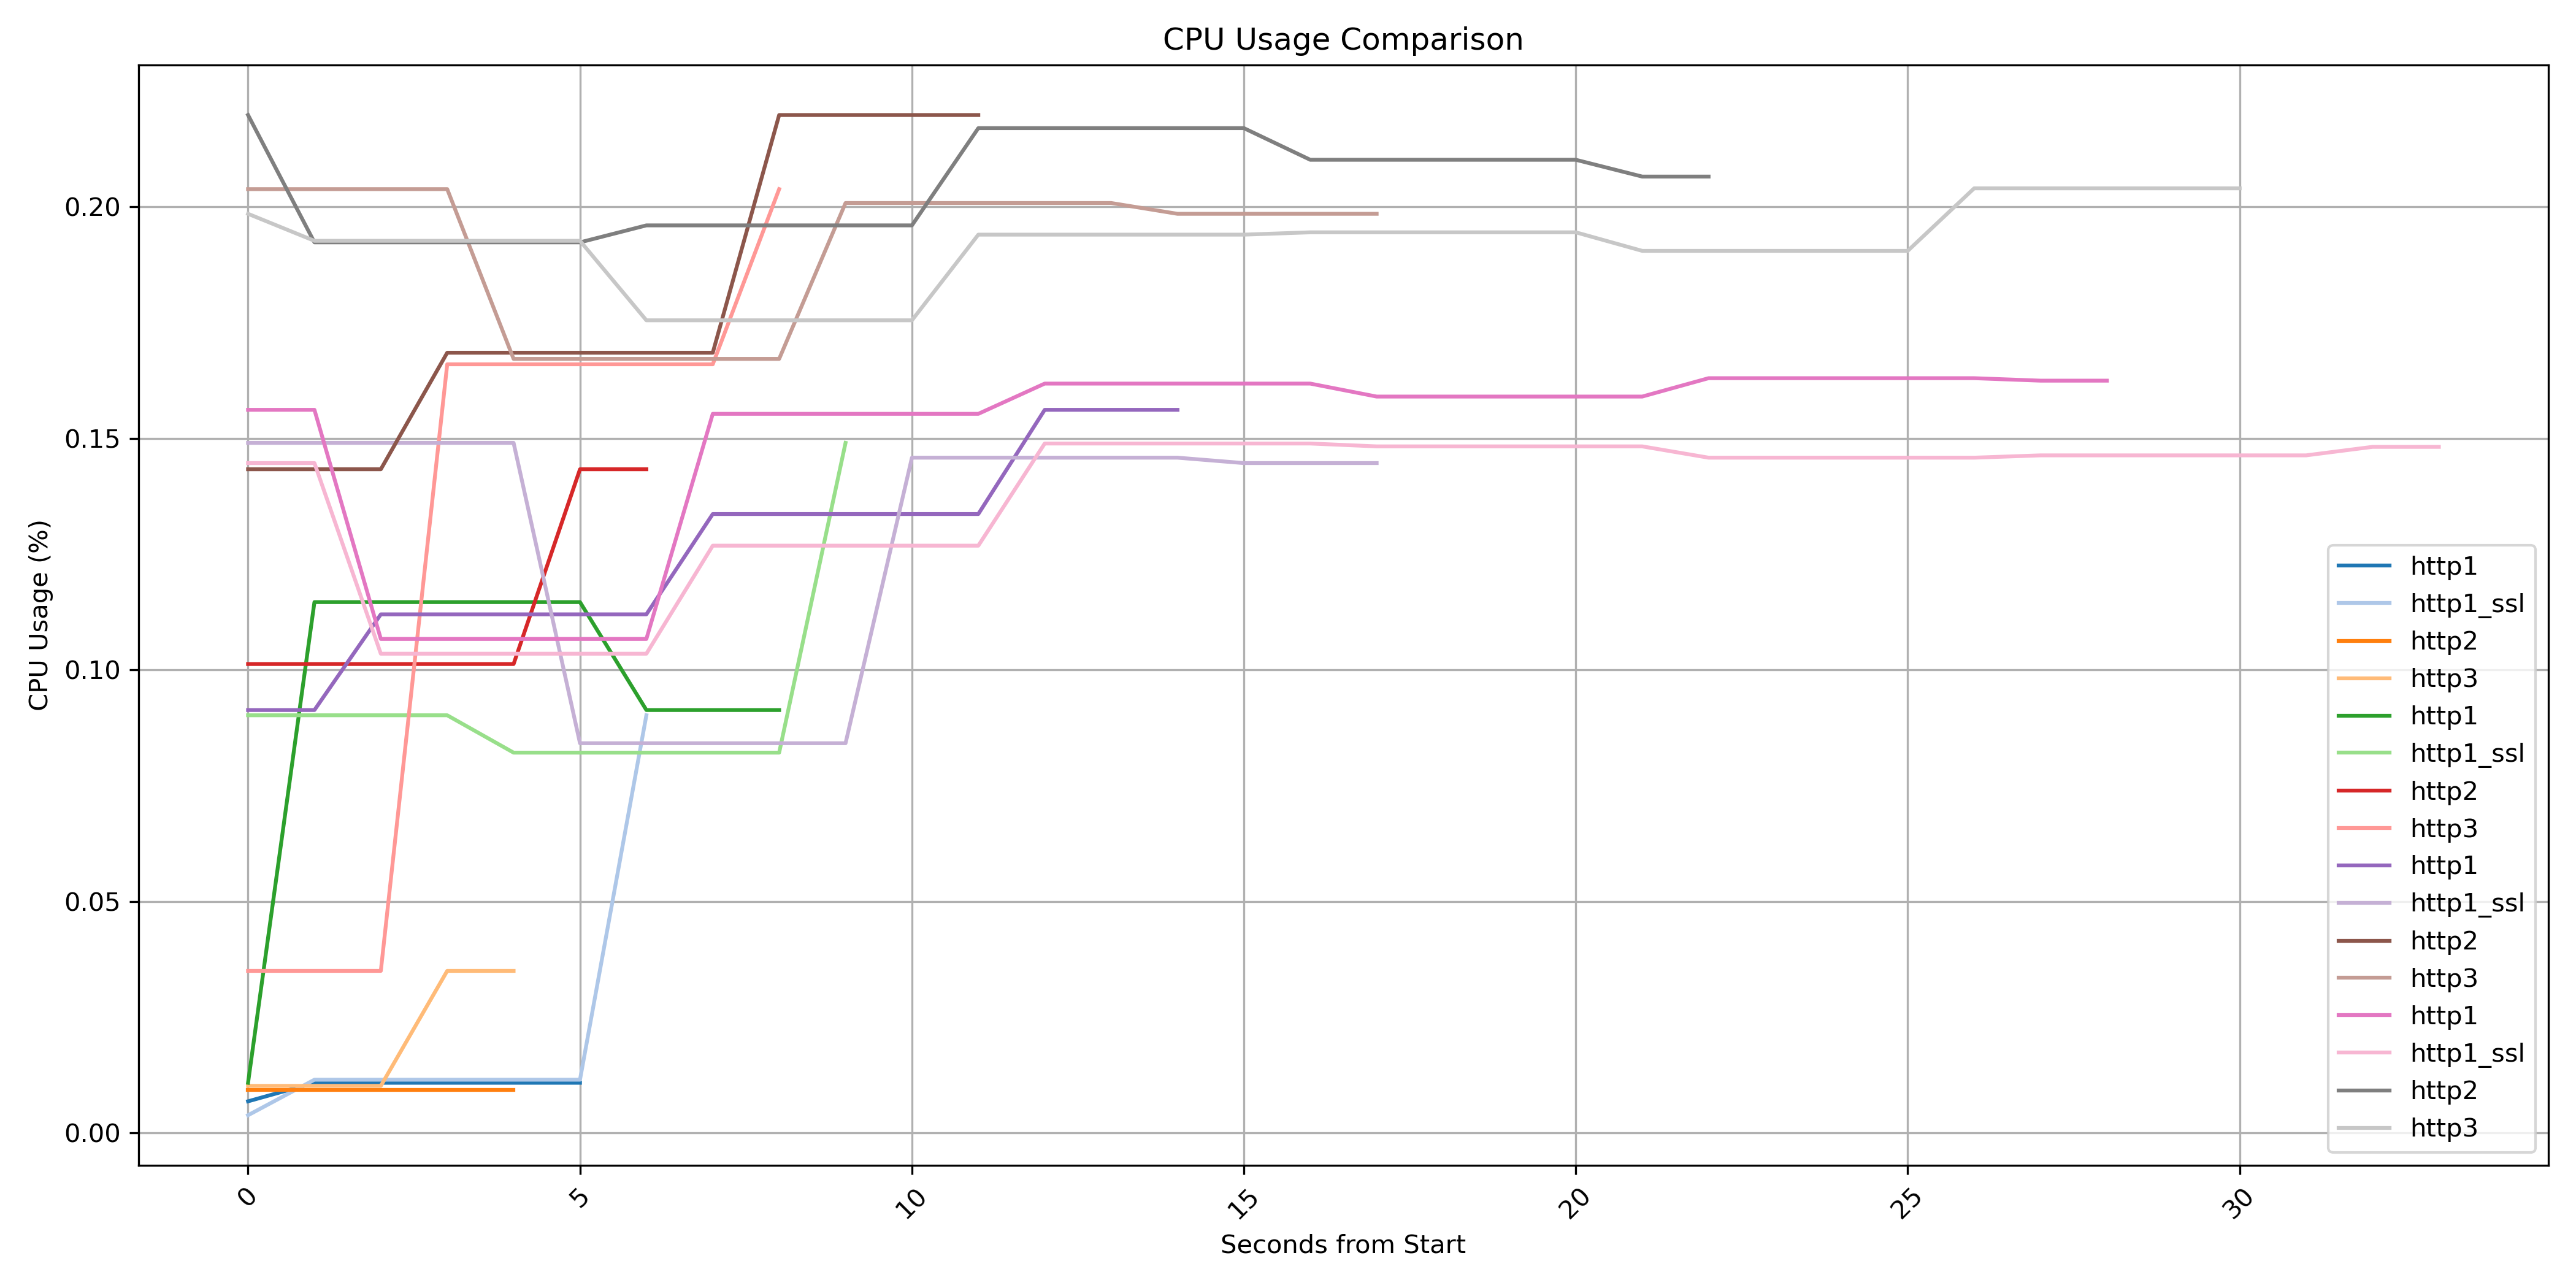 CPU Usage Comparison
CPU Usage (%)
0.20
0.15
0.10
0.05
0.00
0
5
10
15
20
25
30
Seconds from Start
http1
http1_ssl
http2
http3
http1
http1_ssl
http2
http3
http1
http1_ssl
http2
http3
http1
http1_ssl
http2
http3